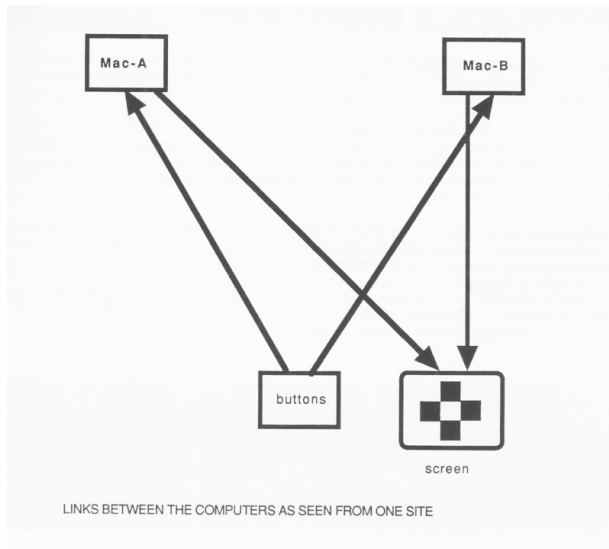 Mac-A
Mac-B
buttons
screen
LINKS BETWEEN THE COMPUTERS AS SEEN FROM ONE SITE